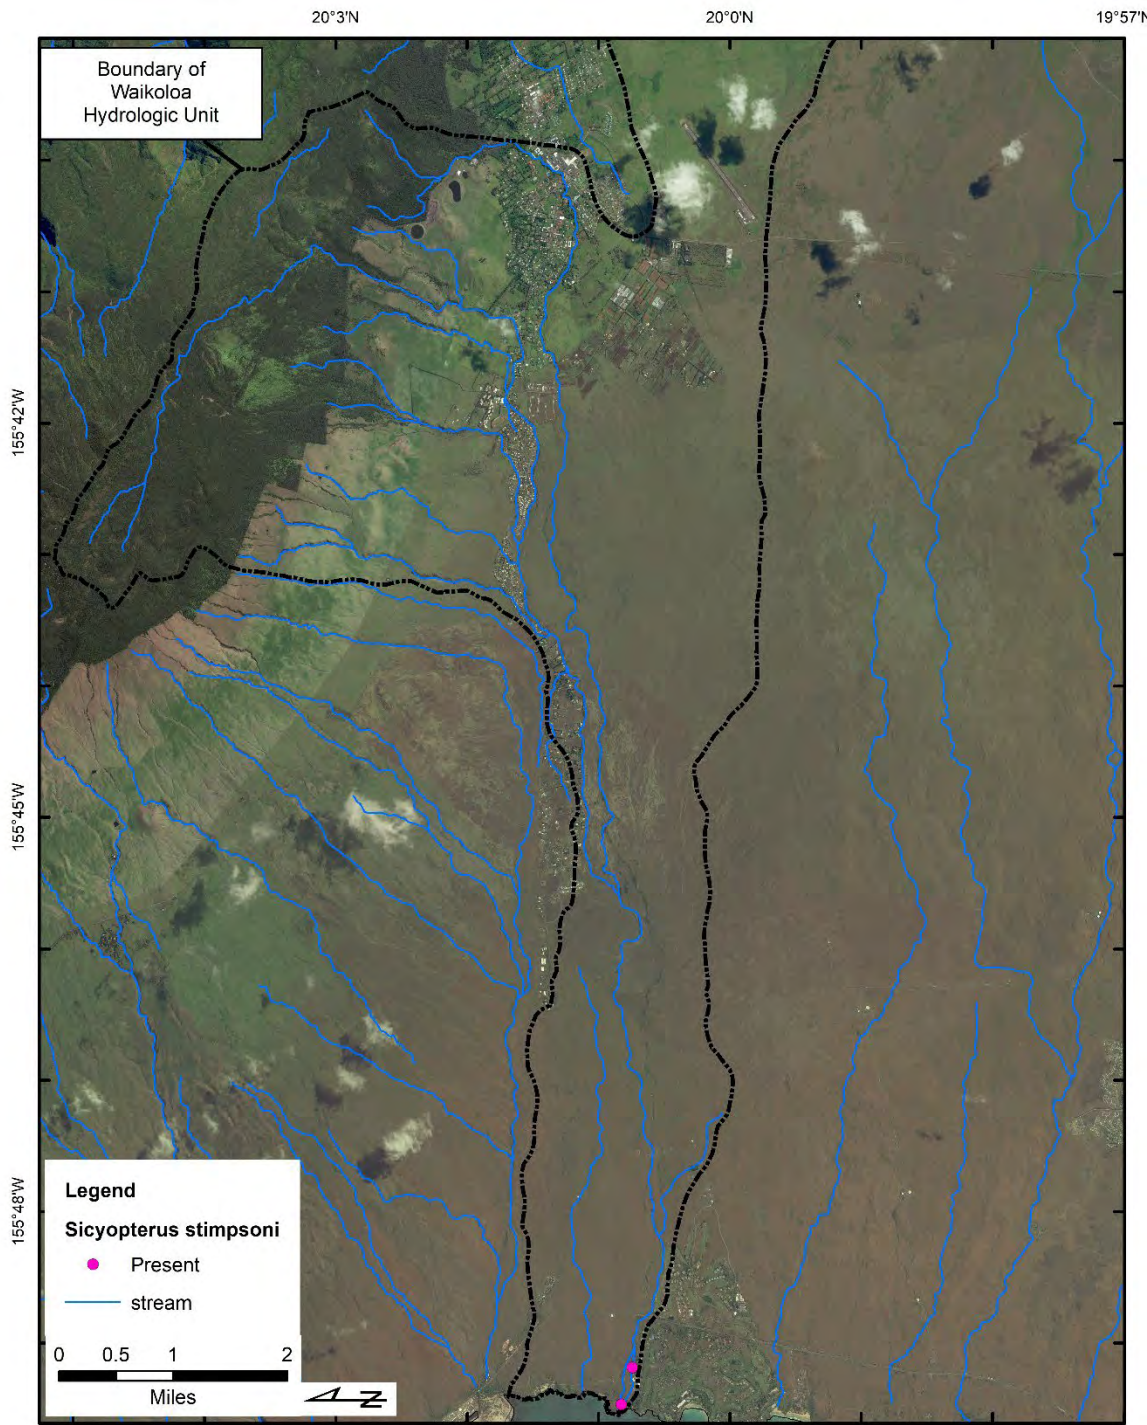 20°3'N
20°0'N
19°57'N
Boundary of
Waikoloa
Hydrologic Unit
155°42'W
155°45'W
155°48'W
Legend
Sicyopterus stimpsoni
Present
stream
0 0.5 1 2
Miles
N